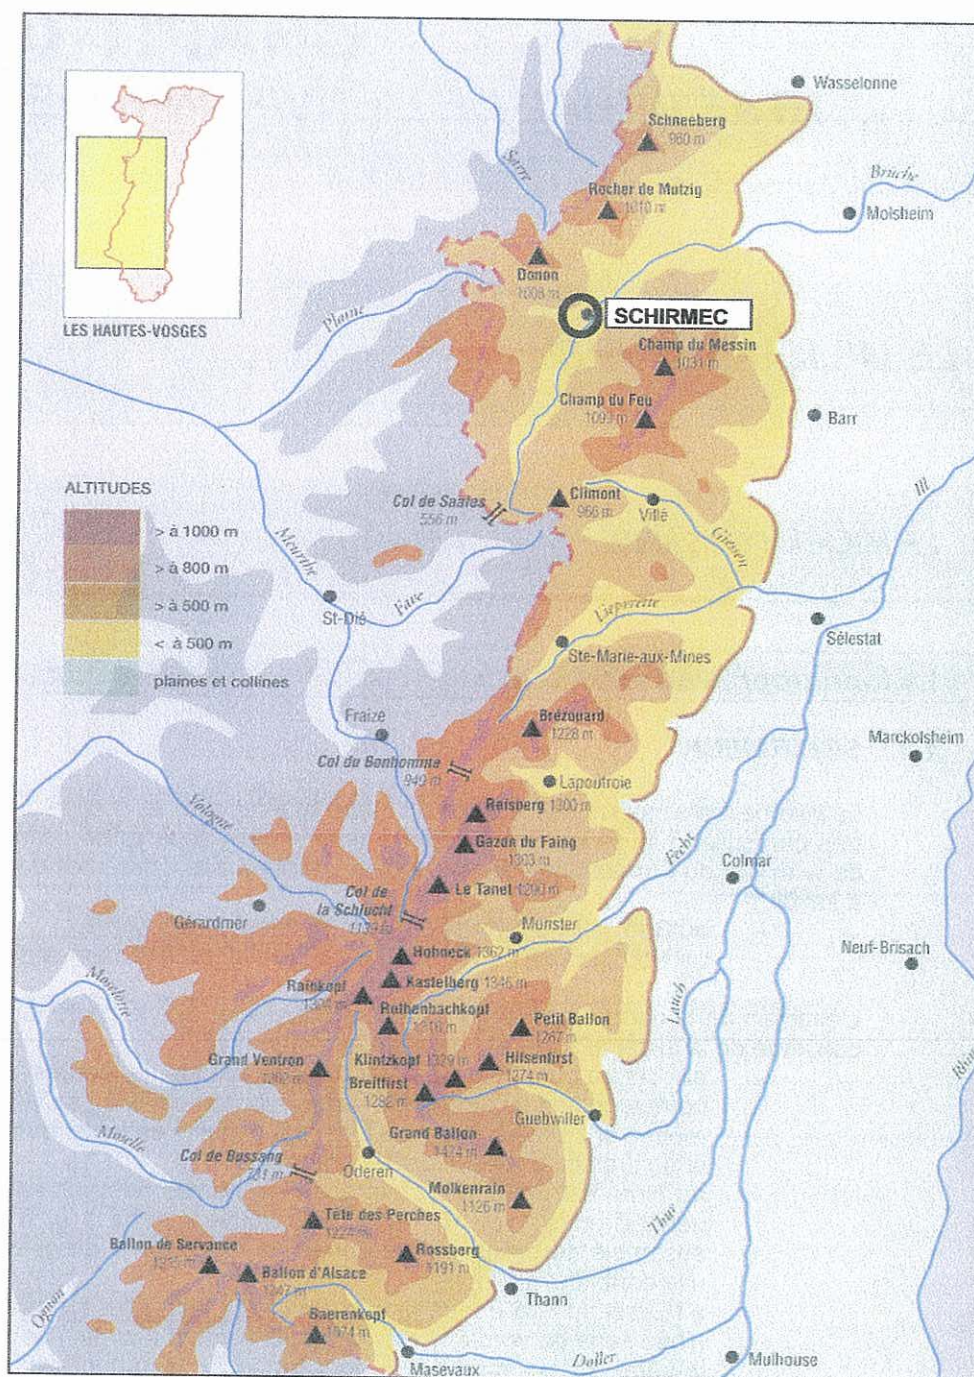 Wasselonne
Schneeberg
960 m
Sarre
Bruche
Rocher de Mutzig
1010 m
Molsheim
Donon
1008 m
LES HAUTES-VOSGES
Plaine
SCHIRMEC
Champ du Messin
1031 m
Champ du Feu
1099 m
Barr
ALTITUDES
> à 1000 m
> à 800 m
> à 500 m
< à 500 m
plaines et collines
Col de Saales
556 m
Climont
966 m
Villé
Giessen
Ill
Meurthe
St-Dié
Fave
Liepvrette
Sélestat
Ste-Marie-aux-Mines
Fraize
Brézouard
1228 m
Marckolsheim
Col du Bonhomme
949 m
Lapoutroie
Vologne
Reisberg 1300 m
Gazon du Faing
1303 m
Fecht
Colmar
Le Tanet 1290 m
Col de
la Schlucht
Gérardmer
Munster
Hohneck 1362 m
Neuf-Brisach
Kastelberg 1346 m
Moselotte
Rainkopf
Lauch
Rothenbachkopf
Petit Ballon
1267 m
Grand Ventron
Klintzkopf 1329 m
Hilsenfirst
1274 m
Breitfirst
1282 m
Guebwiller
Moselle
Grand Ballon
1424 m
Col de Bussang
731 m
Oderen
Molkenrain
1126 m
Tête des Perches
1224 m
Thur
Ballon de Servance
Rossberg
1191 m
Ballon d'Alsace
1247 m
Ognon
Thann
Baerenkopf
1074 m
Masevaux
Doller
Mulhouse